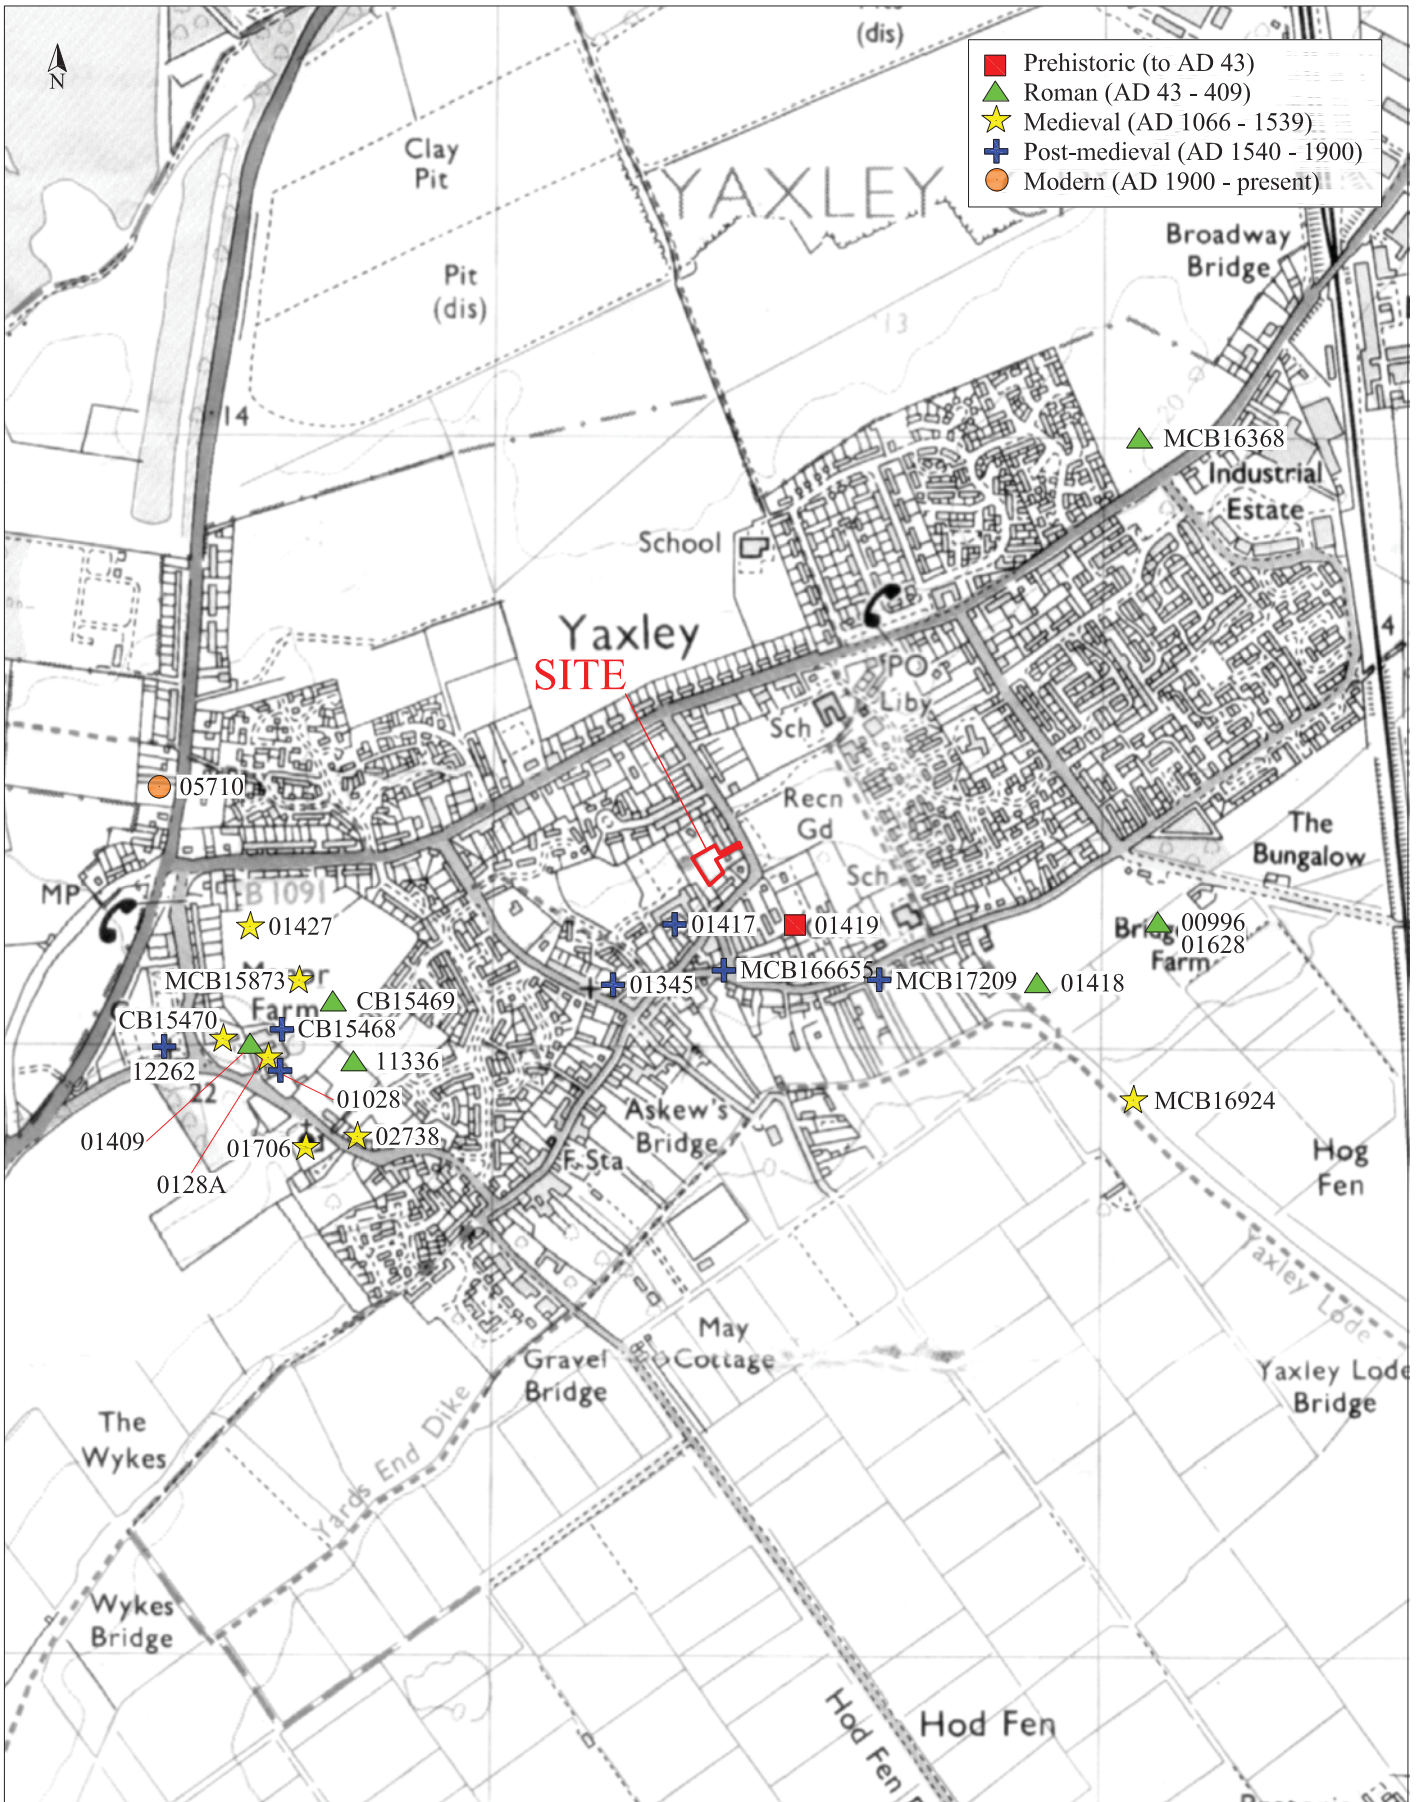 (dis)
N
Prehistoric (to AD 43)
Roman (AD 43 - 409)
Medieval (AD 1066 - 1539)
Post-medieval (AD 1540 - 1900)
Modern (AD 1900 - present)
Clay
Pit
YAXLEY
Broadway
Bridge
Pit
(dis)
13
14
20
MCB16368
Industrial
Estate
School
Yaxley
4
SITE
PO
Liby
Sch
05710
Recn
Gd
The
Bungalow
MP
B 1091
Sch
01427
01417
01419
00996
01628
Farm
MCB15873
Manor
Farm
CB15469
01345
MCB166655
MCB17209
01418
CB15470
CB15468
12262
11336
22
01028
MCB16924
Askew's
Bridge
01409
01706
02738
F Sta
Hog
Fen
0128A
Yaxley Lode
May
Cottage
Gravel
Bridge
Yaxley Lode
Bridge
The
Wykes
Yards End Dike
Wykes
Bridge
Hod Fen
Hod Fen